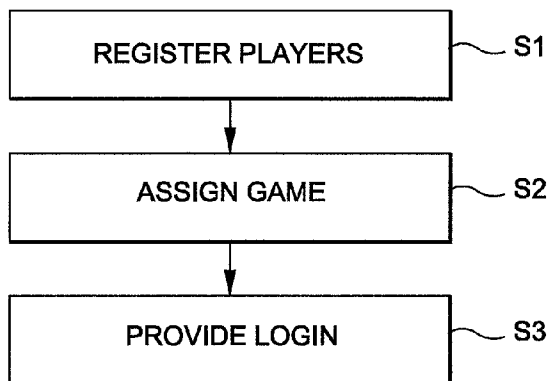 REGISTER PLAYERS S1
ASSIGN GAME S2
PROVIDE LOGIN S3